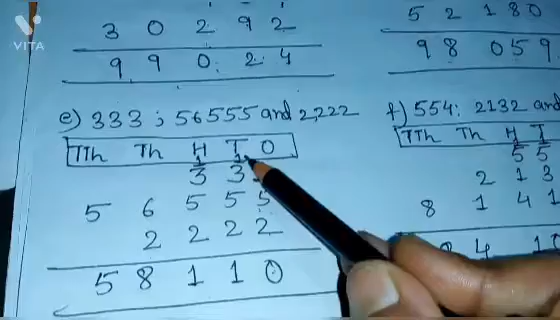 VITA
3 0 2 9 2
9 9 0 2 4
5 2 1 8 0
9 8 0 5 9
e) 333 ; 56555 and 2,222
TTh Th H T O
1 1
3 3
5 6 5 5 5
2 2 2 2
5 8 1 1 0
f) 554: 2132 and
TTh Th H T
5 5
2 1 3
8 1 4 1